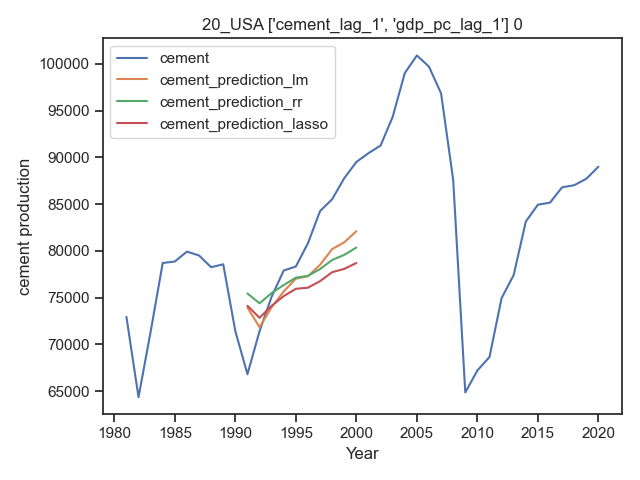 20_USA ['cement_lag_1', 'gdp_pc_lag_1'] 0
cement
cement_prediction_lm
cement_prediction_rr
cement_prediction_lasso
100000
95000
90000
85000
80000
75000
70000
65000
cement production
1980 1985 1990 1995 2000 2005 2010 2015 2020
Year